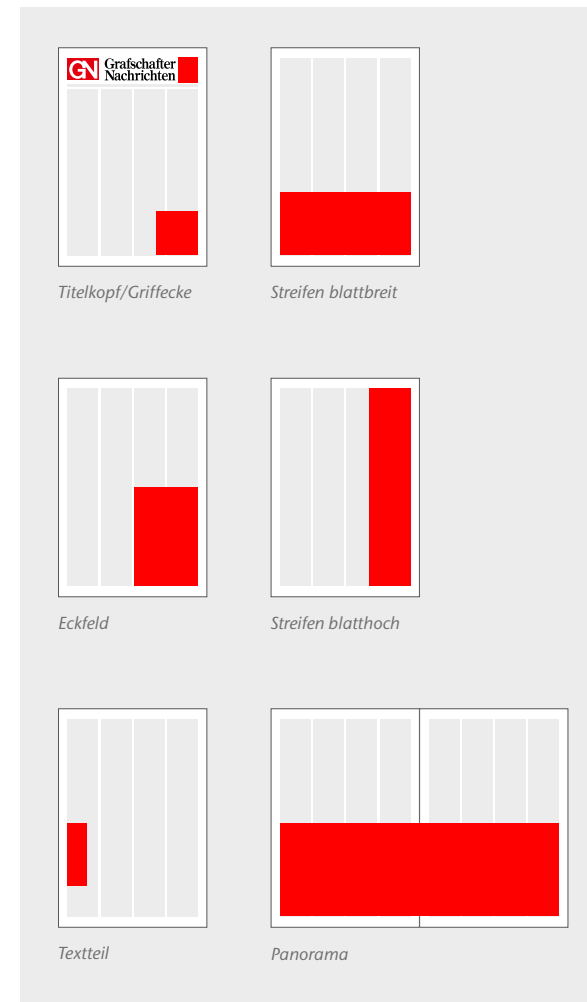 GN Grafschafter
Nachrichten
Titelkopf/Griffecke
Streifen blattbreit
Eckfeld
Streifen blatthoch
Textteil
Panorama